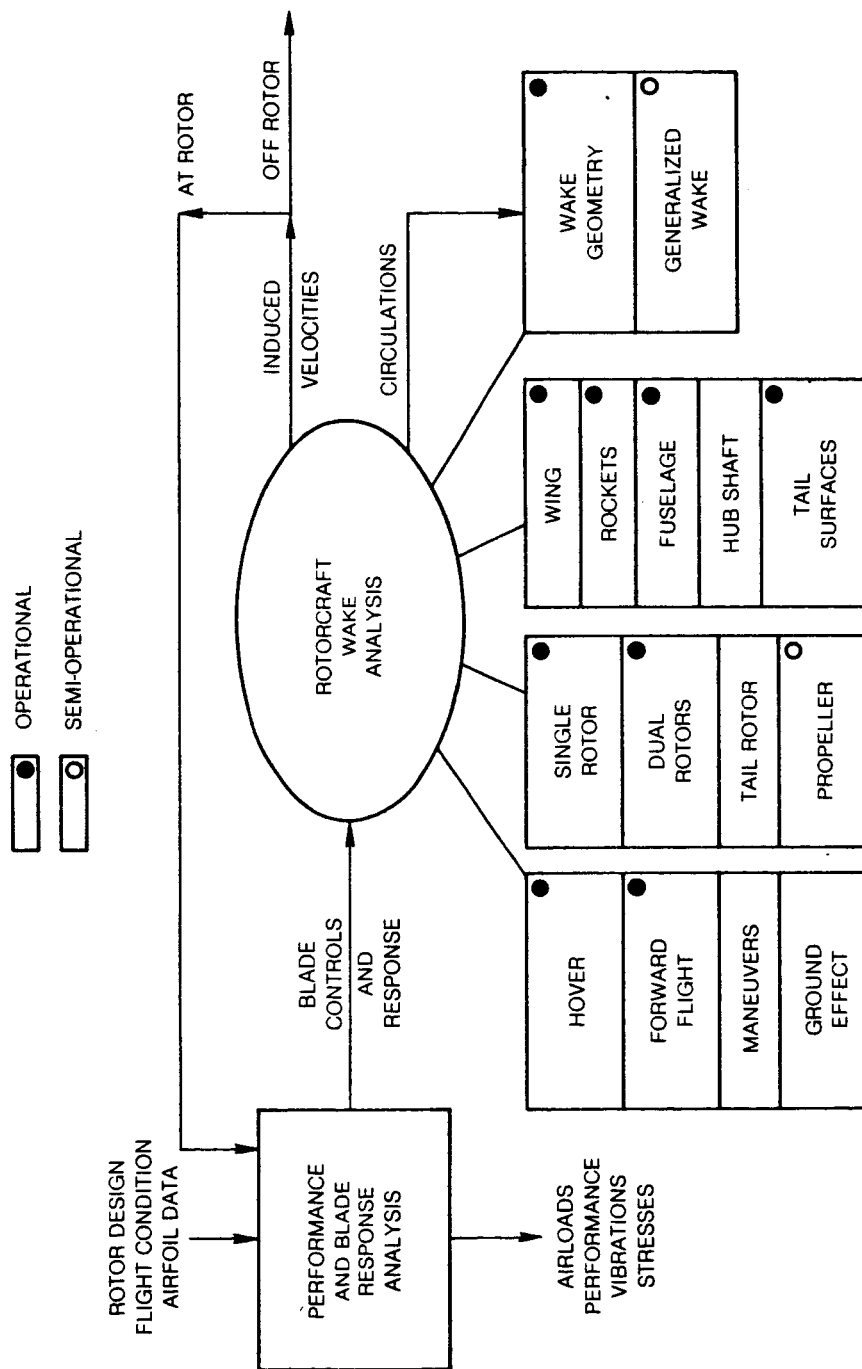 OPERATIONAL
SEMI-OPERATIONAL
ROTOR DESIGN
FLIGHT CONDITION
AIRFOIL DATA
PERFORMANCE
AND BLADE
RESPONSE
ANALYSIS
AIRLOADS
PERFORMANCE
VIBRATIONS
STRESSES
BLADE
CONTROLS
AND
RESPONSE
ROTORCRAFT
WAKE
ANALYSIS
INDUCED
VELOCITIES
AT ROTOR
OFF ROTOR
CIRCULATIONS
HOVER
FORWARD
FLIGHT
MANEUVERS
GROUND
EFFECT
SINGLE
ROTOR
DUAL
ROTORS
TAIL ROTOR
PROPELLER
WING
ROCKETS
FUSELAGE
HUB SHAFT
TAIL
SURFACES
WAKE
GEOMETRY
GENERALIZED
WAKE